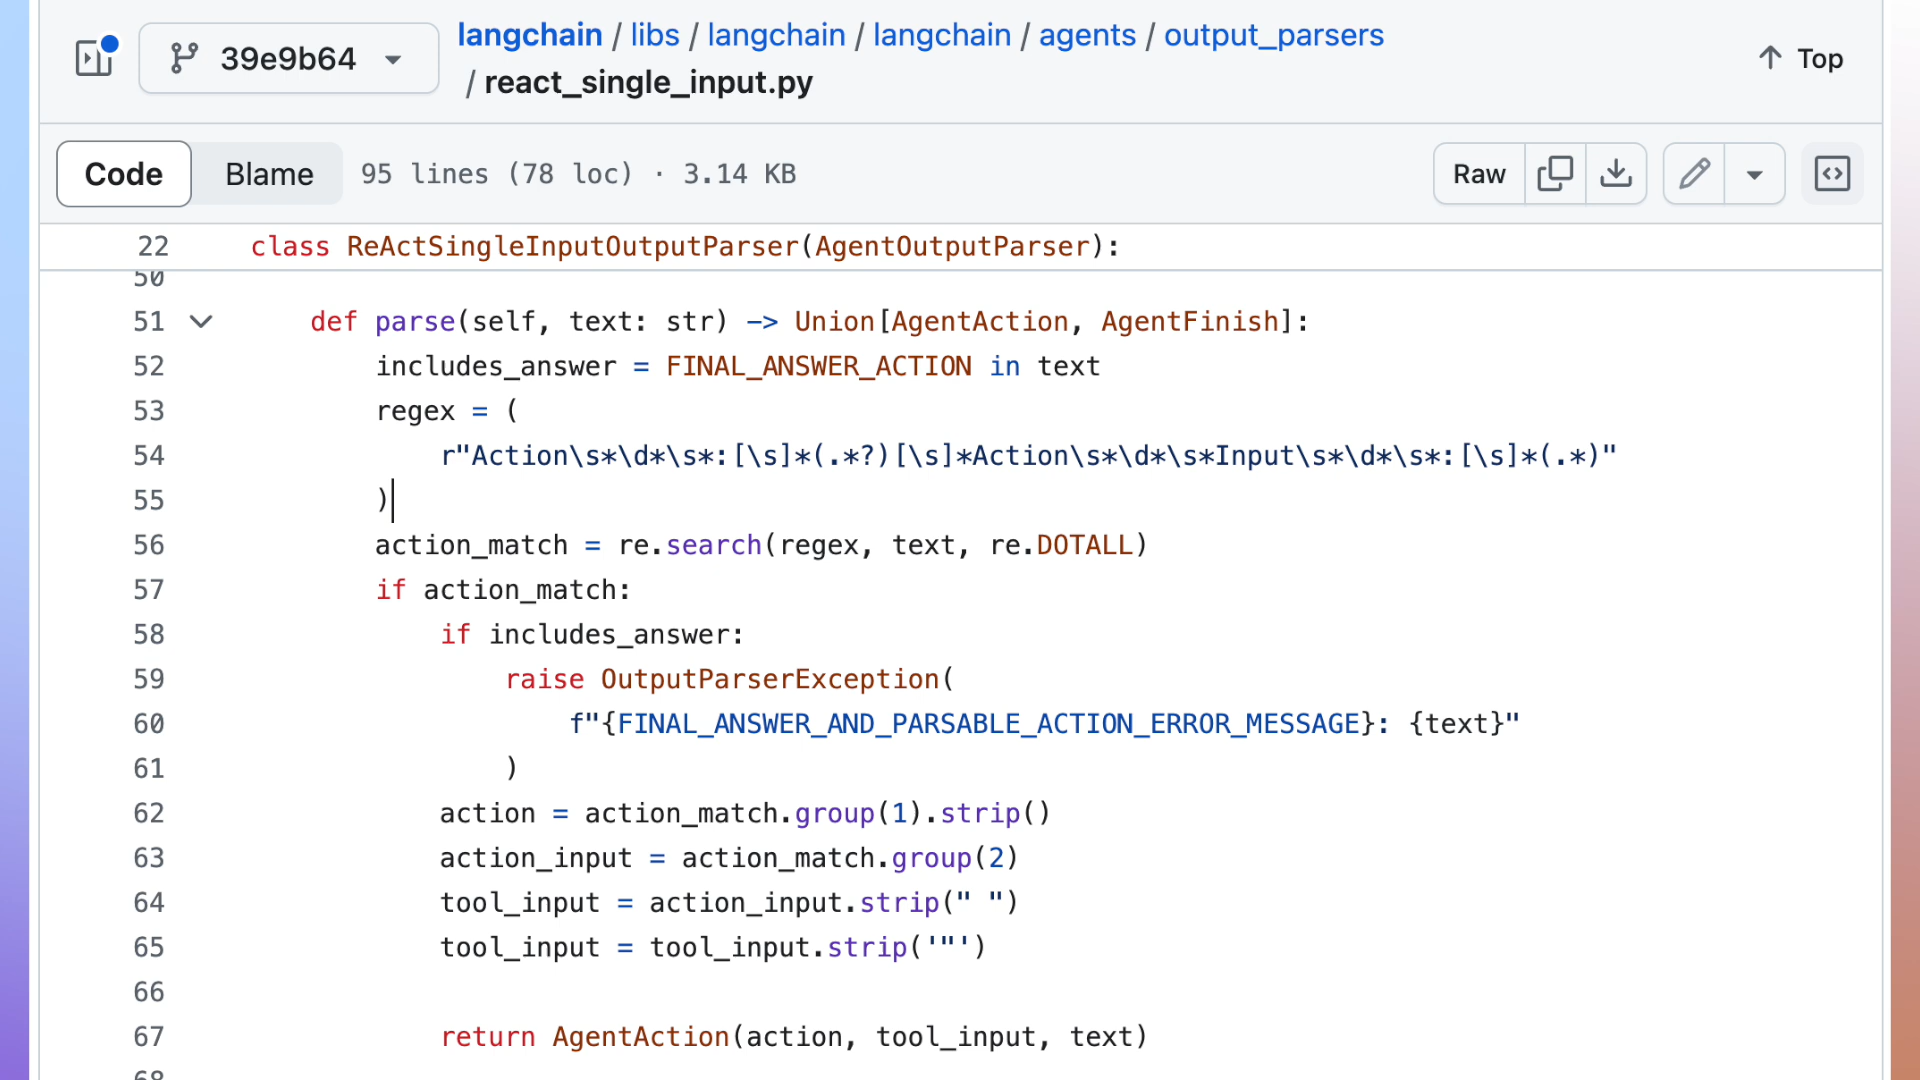 39e9b64
langchain / libs / langchain / langchain / agents / output_parsers
/ react_single_input.py
Top
Code
Blame
95 lines (78 loc) · 3.14 KB
Raw
22 class ReActSingleInputOutputParser(AgentOutputParser):
50
51 def parse(self, text: str) -> Union[AgentAction, AgentFinish]:
52 includes_answer = FINAL_ANSWER_ACTION in text
53 regex = (
54 r"Action\s*\d*\s*:[\s]*(.*?)[\s]*Action\s*\d*\s*Input\s*\d*\s*:[\s]*(.*)"
55 )
56 action_match = re.search(regex, text, re.DOTALL)
57 if action_match:
58 if includes_answer:
59 raise OutputParserException(
60 f"{FINAL_ANSWER_AND_PARSABLE_ACTION_ERROR_MESSAGE}: {text}"
61 )
62 action = action_match.group(1).strip()
63 action_input = action_match.group(2)
64 tool_input = action_input.strip(" ")
65 tool_input = tool_input.strip('"')
66
67 return AgentAction(action, tool_input, text)
68